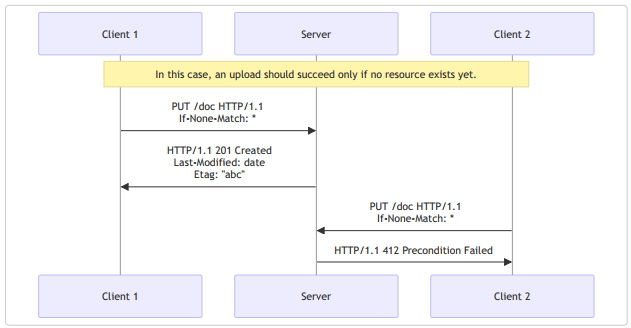 Client 1
Server
Client 2
In this case, an upload should succeed only if no resource exists yet.
PUT /doc HTTP/1.1
If-None-Match: *
HTTP/1.1 201 Created
Last-Modified: date
Etag: "abc"
PUT /doc HTTP/1.1
If-None-Match: *
HTTP/1.1 412 Precondition Failed
Client 1
Server
Client 2